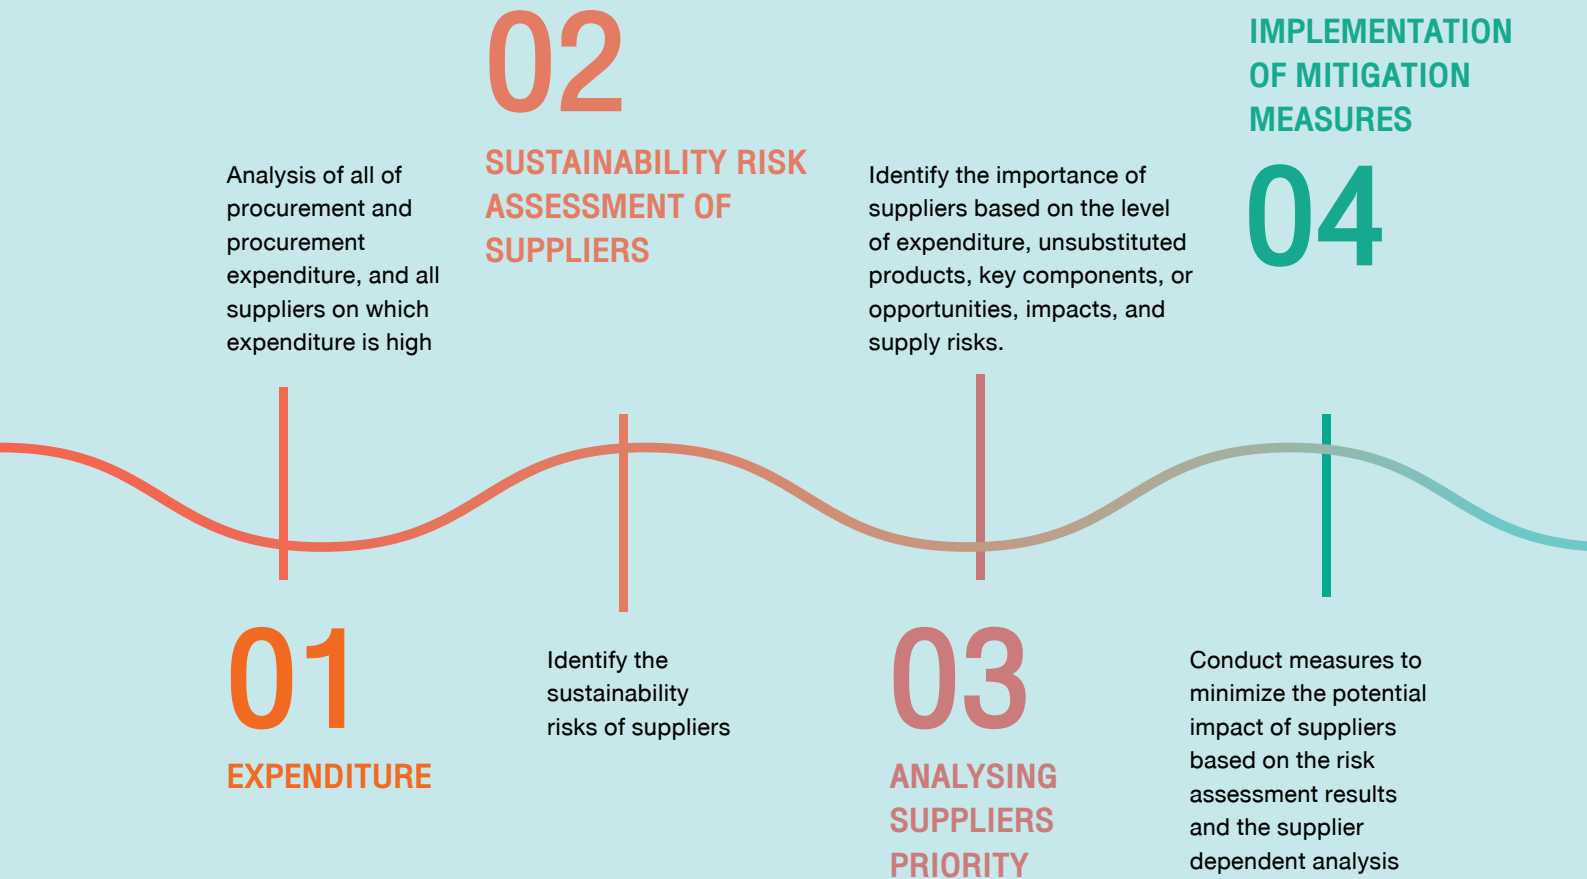 01
EXPENDITURE
Analysis of all of
procurement and
procurement
expenditure, and all
suppliers on which
expenditure is high
02
SUSTAINABILITY RISK
ASSESSMENT OF
SUPPLIERS
Identify the
sustainability
risks of suppliers
03
ANALYSING
SUPPLIERS
PRIORITY
Identify the importance of
suppliers based on the level
of expenditure, unsubstituted
products, key components, or
opportunities, impacts, and
supply risks.
IMPLEMENTATION
OF MITIGATION
MEASURES
04
Conduct measures to
minimize the potential
impact of suppliers
based on the risk
assessment results
and the supplier
dependent analysis